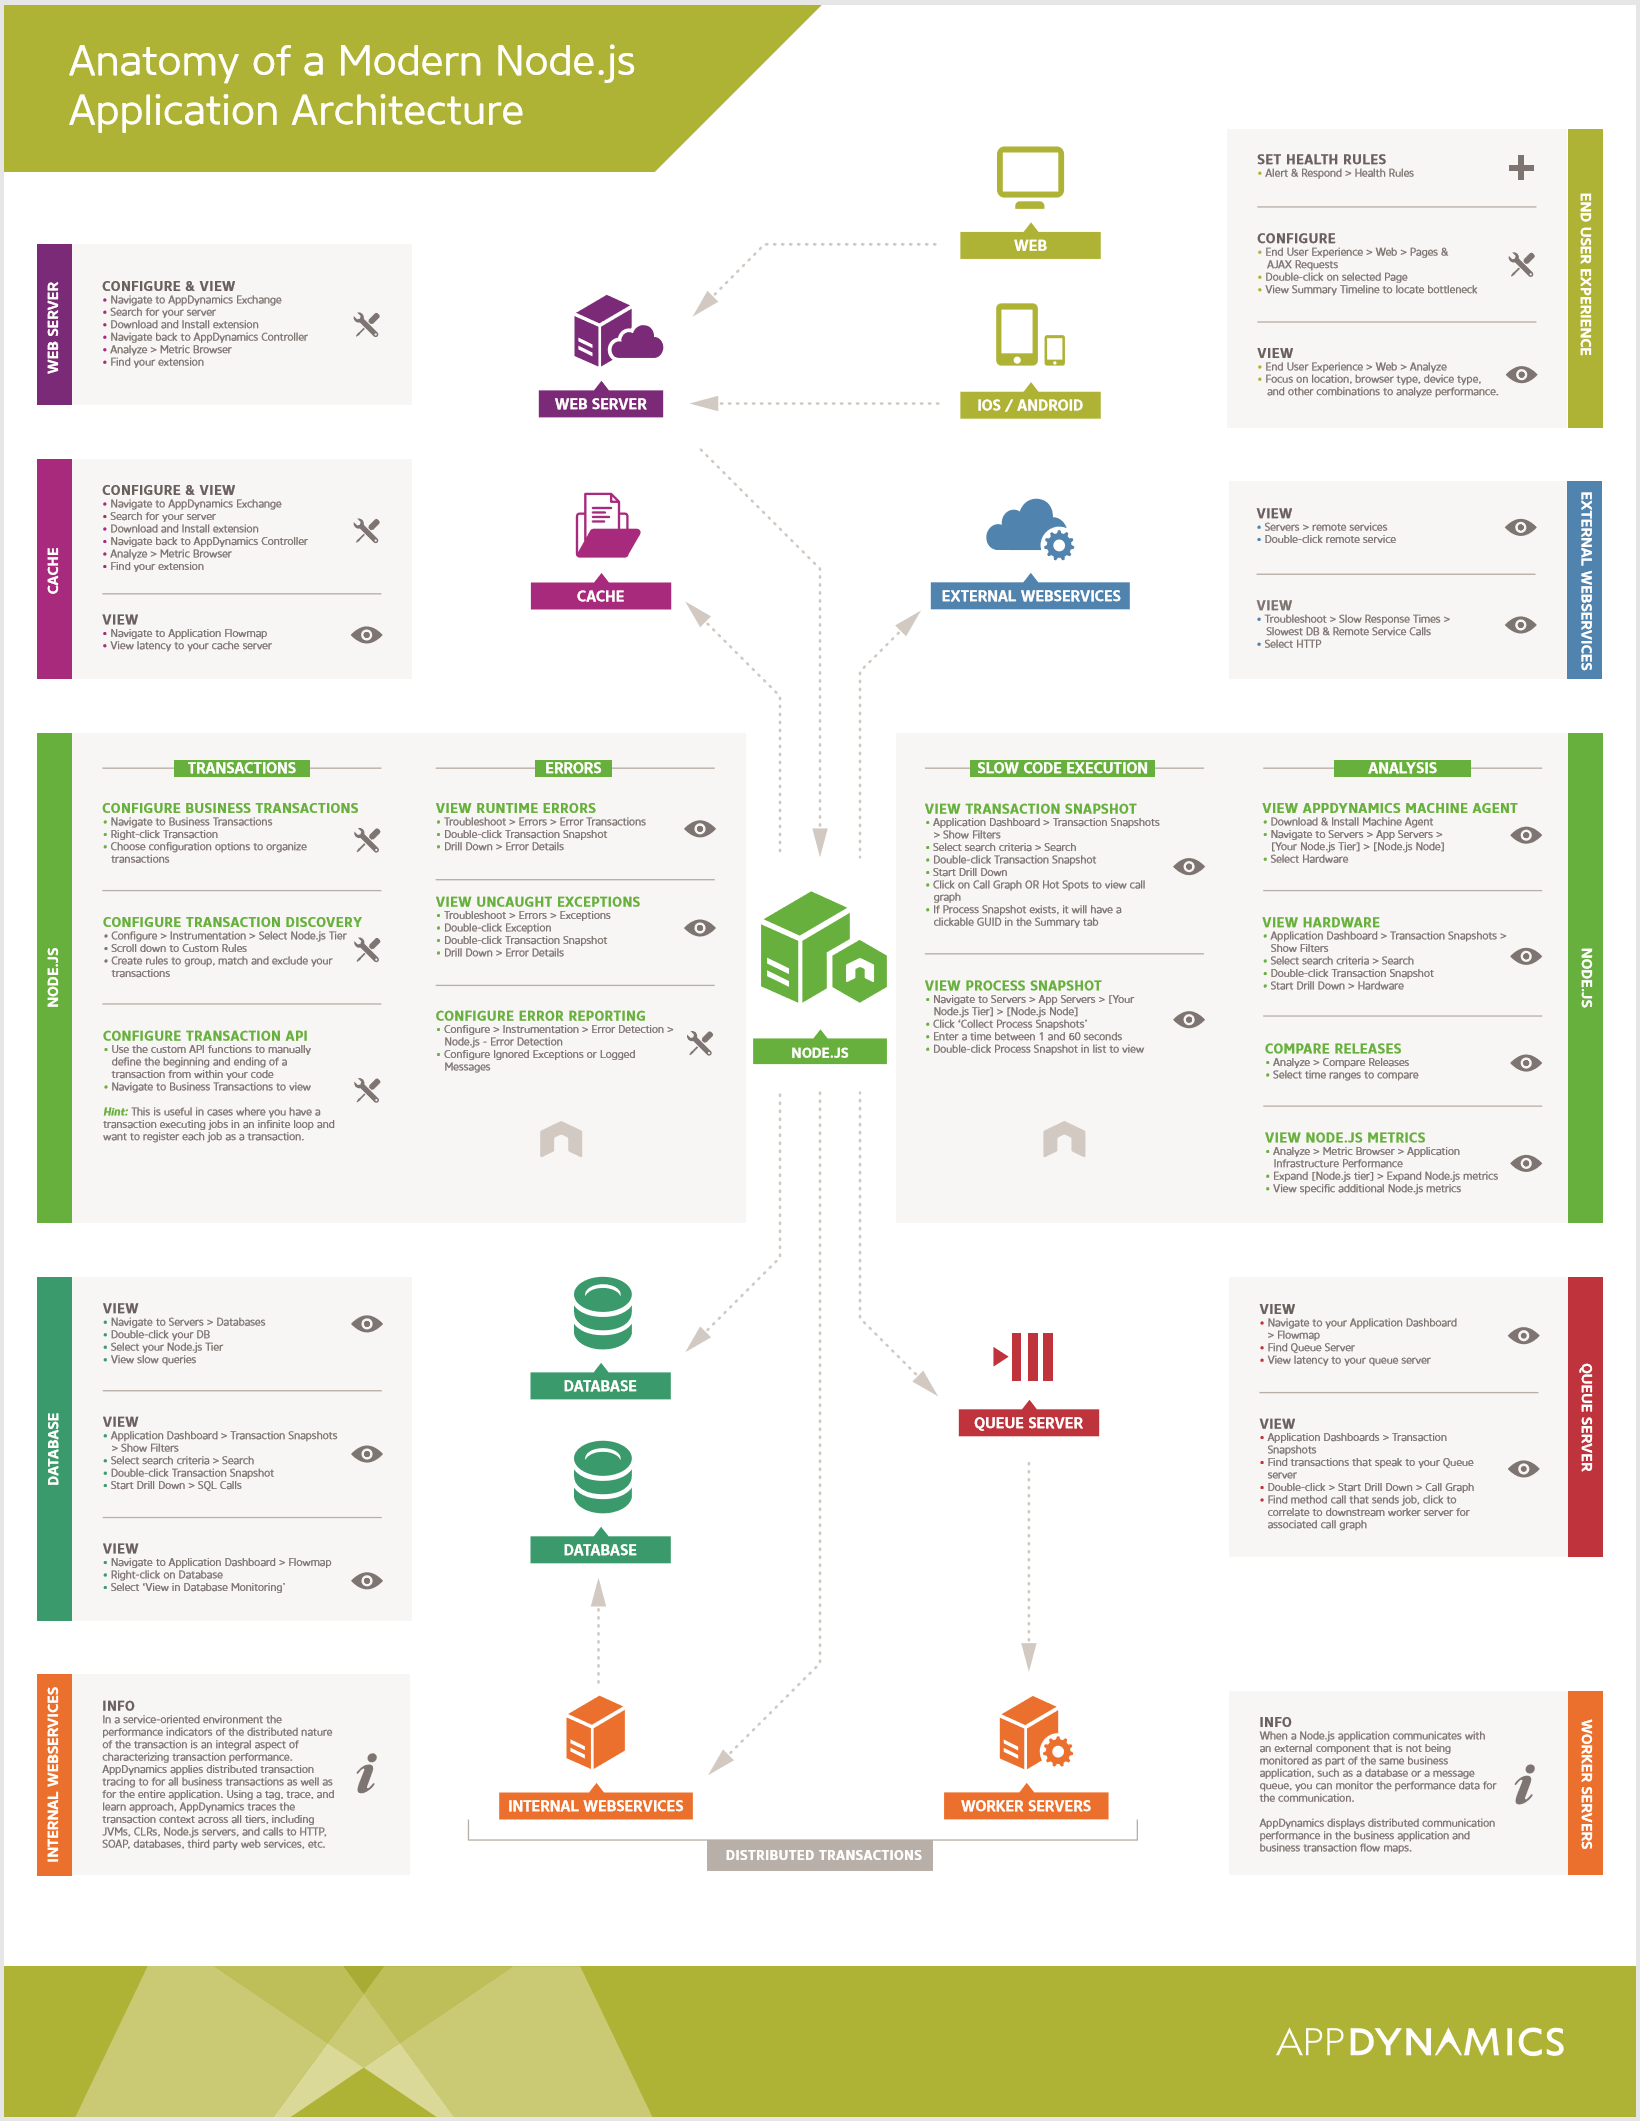 Anatomy of a Modern Node.js
Application Architecture
WEB
IOS / ANDROID
END USER EXPERIENCE
SET HEALTH RULES
• Alert & Respond > Health Rules
CONFIGURE
• End User Experience > Web > Pages &
AJAX Requests
• Double-click on selected Page
• View Summary Timeline to locate bottleneck
VIEW
• End User Experience > Web > Analyze
• Focus on location, browser type, device type,
and other combinations to analyze performance.
WEB SERVER
CONFIGURE & VIEW
• Navigate to AppDynamics Exchange
• Search for your server
• Download and Install extension
• Navigate back to AppDynamics Controller
• Analyze > Metric Browser
• Find your extension
WEB SERVER
CACHE
CONFIGURE & VIEW
• Navigate to AppDynamics Exchange
• Search for your server
• Download and Install extension
• Navigate back to AppDynamics Controller
• Analyze > Metric Browser
• Find your extension
VIEW
• Navigate to Application Flowmap
• View latency to your cache server
CACHE
EXTERNAL WEBSERVICES
VIEW
• Servers > remote services
• Double-click remote service
VIEW
• Troubleshoot > Slow Response Times >
Slowest DB & Remote Service Calls
• Select HTTP
EXTERNAL WEBSERVICES
NODE.JS
TRANSACTIONS
CONFIGURE BUSINESS TRANSACTIONS
• Navigate to Business Transactions
• Right-click Transaction
• Choose configuration options to organize
transactions
CONFIGURE TRANSACTION DISCOVERY
• Configure > Instrumentation > Select Node.js Tier
• Scroll down to Custom Rules
• Create rules to group, match and exclude your
transactions
CONFIGURE TRANSACTION API
• Use the custom API functions to manually
define the beginning and ending of a
transaction from within your code
• Navigate to Business Transactions to view
Hint: This is useful in cases where you have a
transaction executing jobs in an infinite loop and
want to register each job as a transaction.
ERRORS
VIEW RUNTIME ERRORS
• Troubleshoot > Errors > Error Transactions
• Double-click Transaction Snapshot
• Drill Down > Error Details
VIEW UNCAUGHT EXCEPTIONS
• Troubleshoot > Errors > Exceptions
• Double-click Exception
• Double-click Transaction Snapshot
• Drill Down > Error Details
CONFIGURE ERROR REPORTING
• Configure > Instrumentation > Error Detection >
Node.js - Error Detection
• Configure Ignored Exceptions or Logged
Messages
NODE.JS
SLOW CODE EXECUTION
VIEW TRANSACTION SNAPSHOT
• Application Dashboard > Transaction Snapshots
> Show Filters
• Select search criteria > Search
• Double-click Transaction Snapshot
• Start Drill Down
• Click on Call Graph OR Hot Spots to view call
graph
• If Process Snapshot exists, it will have a
clickable GUID in the Summary tab
VIEW PROCESS SNAPSHOT
• Navigate to Servers > App Servers > [Your
Node.js Tier] > [Node.js Node]
• Click ‘Collect Process Snapshots’
• Enter a time between 1 and 60 seconds
• Double-click Process Snapshot in list to view
ANALYSIS
VIEW APPDYNAMICS MACHINE AGENT
• Download & Install Machine Agent
• Navigate to Servers > App Servers >
[Your Node.js Tier] > [Node.js Node]
• Select Hardware
VIEW HARDWARE
• Application Dashboard > Transaction Snapshots >
Show Filters
• Select search criteria > Search
• Double-click Transaction Snapshot
• Start Drill Down > Hardware
COMPARE RELEASES
• Analyze > Compare Releases
• Select time ranges to compare
VIEW NODE.JS METRICS
• Analyze > Metric Browser > Application
Infrastructure Performance
• Expand [Node.js tier] > Expand Node.js metrics
• View specific additional Node.js metrics
NODE.JS
DATABASE
VIEW
• Navigate to Servers > Databases
• Double-click your DB
• Select your Node.js Tier
• View slow queries
VIEW
• Application Dashboard > Transaction Snapshots
> Show Filters
• Select search criteria > Search
• Double-click Transaction Snapshot
• Start Drill Down > SQL Calls
VIEW
• Navigate to Application Dashboard > Flowmap
• Right-click on Database
• Select ‘View in Database Monitoring’
DATABASE
DATABASE
QUEUE SERVER
VIEW
• Navigate to your Application Dashboard
> Flowmap
• Find Queue Server
• View latency to your queue server
VIEW
• Application Dashboards > Transaction
Snapshots
• Find transactions that speak to your Queue
server
• Double-click > Start Drill Down > Call Graph
• Find method call that sends job, click to
correlate to downstream worker server for
associated call graph
QUEUE SERVER
INTERNAL WEBSERVICES
INFO
In a service-oriented environment the
performance indicators of the distributed nature
of the transaction is an integral aspect of
characterizing transaction performance.
AppDynamics applies distributed transaction
tracing to for all business transactions as well as
for the entire application. Using a tag, trace, and
learn approach, AppDynamics traces the
transaction context across all tiers, including
JVMs, CLRs, Node.js servers, and calls to HTTP,
SOAP, databases, third party web services, etc.
INTERNAL WEBSERVICES
WORKER SERVERS
DISTRIBUTED TRANSACTIONS
INFO
When a Node.js application communicates with
an external component that is not being
monitored as part of the same business
application, such as a database or a message
queue, you can monitor the performance data for
the communication.
AppDynamics displays distributed communication
performance in the business application and
business transaction flow maps.
WORKER SERVERS
APPDYNAMICS